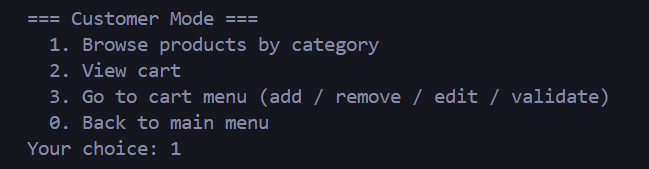 === Customer Mode ===
1. Browse products by category
2. View cart
3. Go to cart menu (add / remove / edit / validate)
0. Back to main menu
Your choice: 1